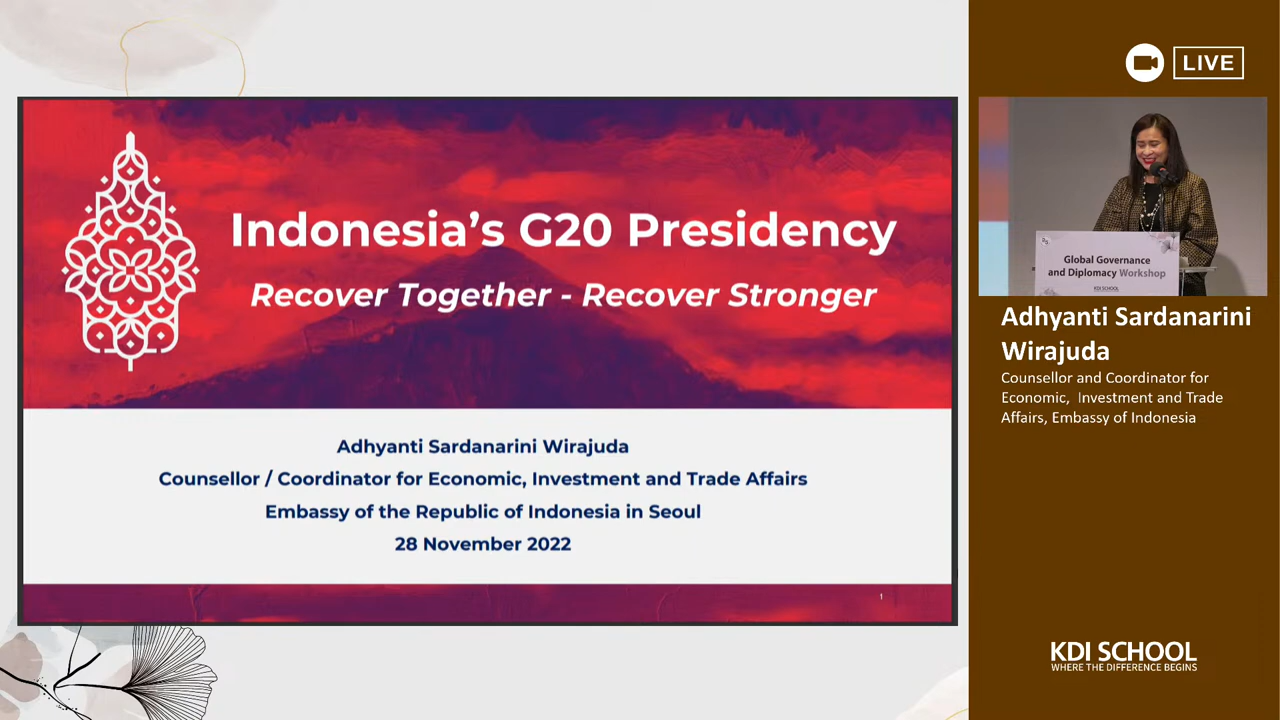 Indonesia's G20 Presidency
Recover Together - Recover Stronger
Adhyanti Sardanarini Wirajuda
Counsellor / Coordinator for Economic, Investment and Trade Affairs
Embassy of the Republic of Indonesia in Seoul
28 November 2022
1
LIVE
Global Governance
and Diplomacy Workshop
KDI SCHOOL
Adhyanti Sardanarini
Wirajuda
Counsellor and Coordinator for
Economic, Investment and Trade
Affairs, Embassy of Indonesia
KDI SCHOOL
WHERE THE DIFFERENCE BEGINS